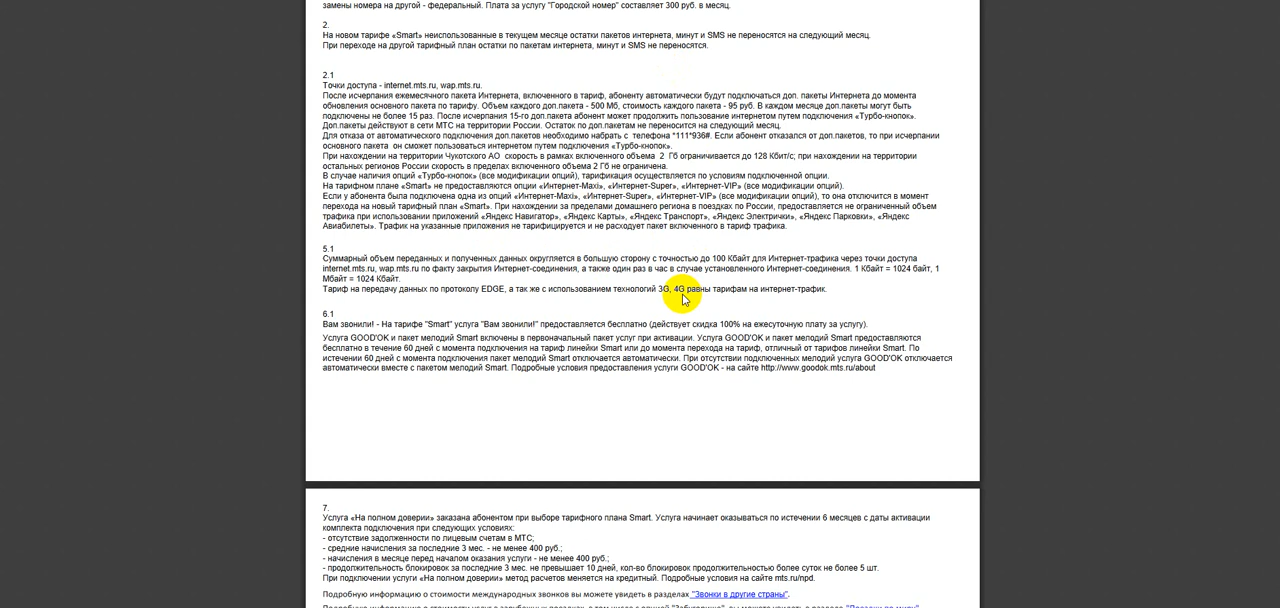 замены номера на другой - федеральный. Плата за услугу "Городской номер" составляет 300 руб. в месяц.
2.
На новом тарифе «Smart» неиспользованные в текущем месяце остатки пакетов интернета, минут и SMS не переносятся на следующий месяц.
При переходе на другой тарифный план остатки по пакетам интернета, минут и SMS не переносятся.
2.1
Точки доступа - internet.mts.ru, wap.mts.ru.
После исчерпания ежемесячного пакета Интернета, включенного в тариф, абоненту автоматически будут подключаться доп. пакеты Интернета до момента
обновления основного пакета по тарифу. Объем каждого доп.пакета - 500 Мб, стоимость каждого пакета - 95 руб. В каждом месяце доп.пакеты могут быть
подключены не более 15 раз. После исчерпания 15-го доп.пакета абонент может продолжить пользование интернетом путем подключения «Турбо-кнопок».
Доп.пакеты действуют в сети МТС на территории России. Остаток по доп.пакетам не переносится на следующий месяц.
Для отказа от автоматического подключения доп.пакетов необходимо набрать с телефона *111*936#. Если абонент отказался от доп.пакетов, то при исчерпании
основного пакета он сможет пользоваться интернетом путем подключения «Турбо-кнопок».
При нахождении на территории Чукотского АО скорость в рамках включенного объема 2 Гб ограничивается до 128 Кбит/с; при нахождении на территории
остальных регионов России скорость в пределах включенного объема 2 Гб не ограничена.
В случае наличия опций «Турбо-кнопок» (все модификации опций), тарификация осуществляется по условиям подключенной опции.
На тарифном плане «Smart» не предоставляются опции «Интернет-Maxi», «Интернет-Super», «Интернет-VIP» (все модификации опций).
Если у абонента была подключена одна из опций «Интернет-Maxi», «Интернет-Super», «Интернет-VIP» (все модификации опций), то она отключится в момент
перехода на новый тарифный план «Smart». При нахождении за пределами домашнего региона в поездках по России, предоставляется не ограниченный объем
трафика при использовании приложений «Яндекс Навигатор», «Яндекс Карты», «Яндекс Транспорт», «Яндекс Электрички», «Яндекс Парковки», «Яндекс
Авиабилеты». Трафик на указанные приложения не тарифицируется и не расходует пакет включенного в тариф трафика.
5.1
Суммарный объем переданных и полученных данных округляется в большую сторону с точностью до 100 Кбайт для Интернет-трафика через точки доступа
internet.mts.ru, wap.mts.ru по факту закрытия Интернет-соединения, а также один раз в час в случае установленного Интернет-соединения. 1 Кбайт = 1024 байт, 1
Мбайт = 1024 Кбайт.
Тариф на передачу данных по протоколу EDGE, а так же с использованием технологий 3G, 4G равны тарифам на интернет-трафик.
6.1
Вам звонили! - На тарифе "Smart" услуга "Вам звонили!" предоставляется бесплатно (действует скидка 100% на ежесуточную плату за услугу).
Услуга GOOD'OK и пакет мелодий Smart включены в первоначальный пакет услуг при активации. Услуга GOOD'OK и пакет мелодий Smart предоставляются
бесплатно в течение 60 дней с момента подключения на тариф линейки Smart или до момента перехода на тариф, отличный от тарифов линейки Smart. По
истечении 60 дней с момента подключения пакет мелодий Smart отключается автоматически. При отсутствии подключенных мелодий услуга GOOD'OK отключается
автоматически вместе с пакетом мелодий Smart. Подробные условия предоставления услуги GOOD'OK - на сайте http://www.goodok.mts.ru/about
7.
Услуга «На полном доверии» заказана абонентом при выборе тарифного плана Smart. Услуга начинает оказываться по истечении 6 месяцев с даты активации
комплекта подключения при следующих условиях:
- отсутствие задолженности по лицевым счетам в МТС;
- средние начисления за последние 3 мес. - не менее 400 руб.;
- начисления в месяце перед началом оказания услуги - не менее 400 руб.;
- продолжительность блокировок за последние 3 мес. не превышает 10 дней, кол-во блокировок продолжительностью более суток не более 5 шт.
При подключении услуги «На полном доверии» метод расчетов меняется на кредитный. Подробные условия на сайте mts.ru/npd.
Подробную информацию о стоимости международных звонков вы можете увидеть в разделах "Звонки в другие страны".